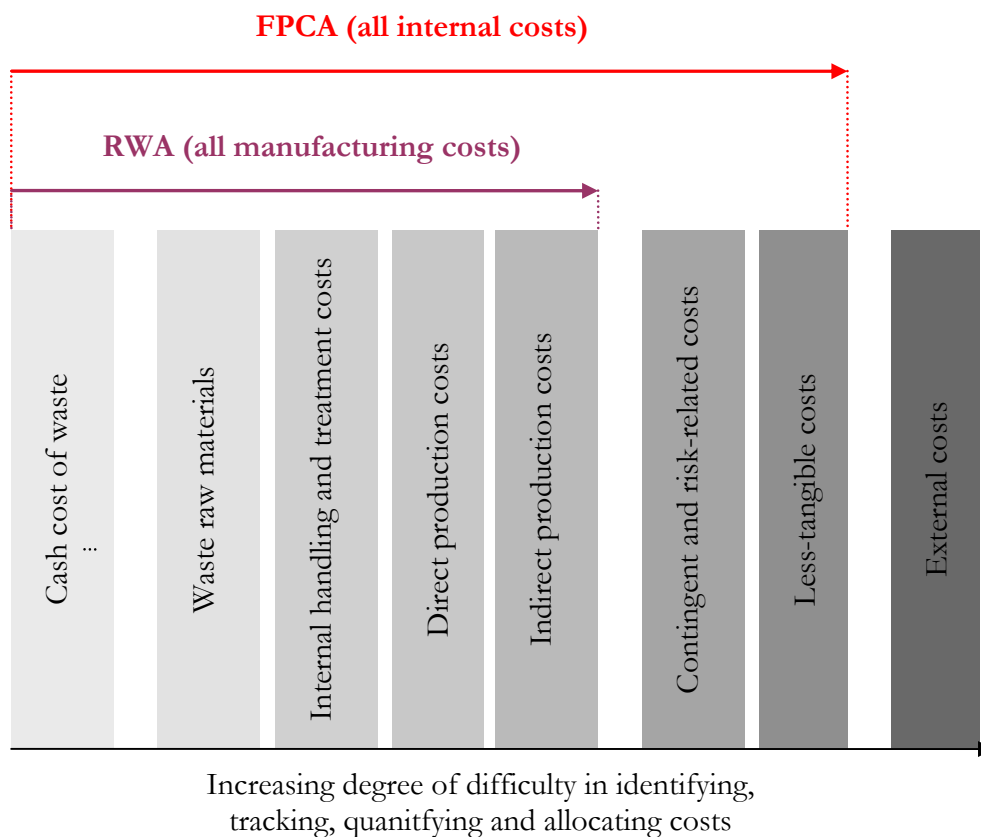 FPCA (all internal costs)
RWA (all manufacturing costs)
Cash cost of waste
...
Waste raw materials
Internal handling and treatment costs
Direct production costs
Indirect production costs
Contingent and risk-related costs
Less-tangible costs
External costs
Increasing degree of difficulty in identifying,
tracking, quanitfying and allocating costs